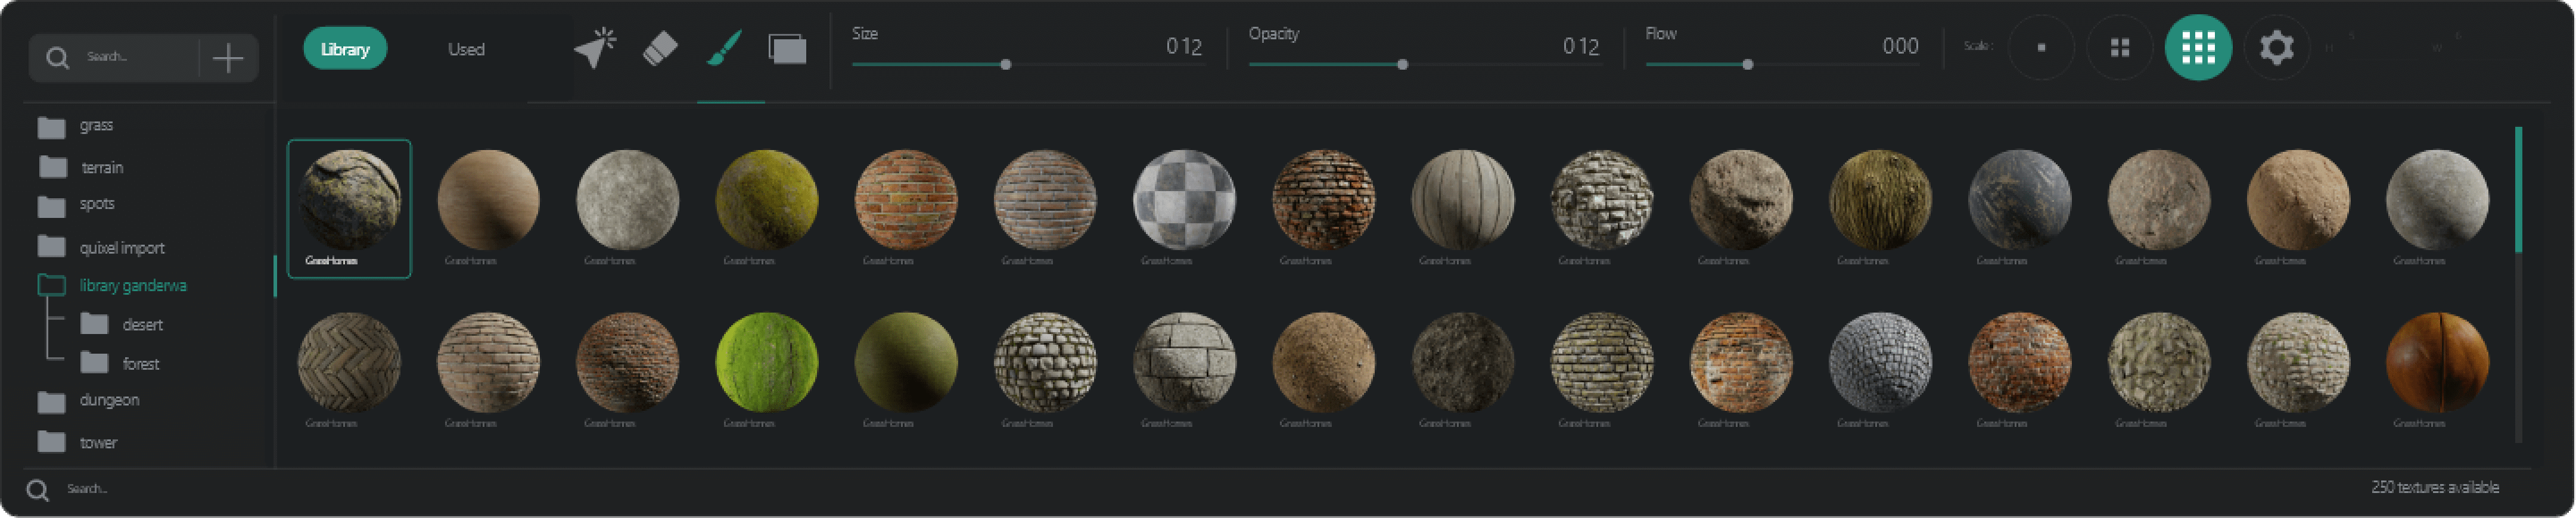 Search...
Library
Used
Size
012
Opacity
012
Flow
000
Scale :
H
5
W
6
grass
terrain
spots
quixel import
library ganderwa
desert
forest
dungeon
tower
GrassHomes GrassHomes GrassHomes GrassHomes GrassHomes GrassHomes GrassHomes GrassHomes GrassHomes GrassHomes GrassHomes GrassHomes GrassHomes GrassHomes GrassHomes GrassHomes
GrassHomes GrassHomes GrassHomes GrassHomes GrassHomes GrassHomes GrassHomes GrassHomes GrassHomes GrassHomes GrassHomes GrassHomes GrassHomes GrassHomes GrassHomes GrassHomes
Search...
250 textures available